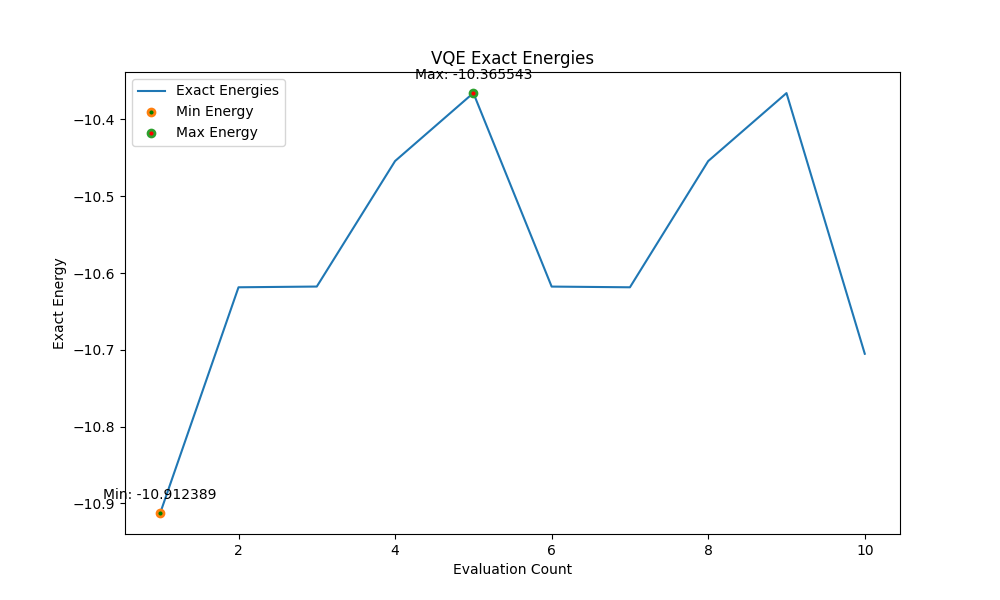 VQE Exact Energies
Max: -10.365543
Exact Energies
Min Energy
Max Energy
−10.4
−10.5
−10.6
−10.7
−10.8
−10.9
Exact Energy
Min: -10.912389
2
4
6
8
10
Evaluation Count